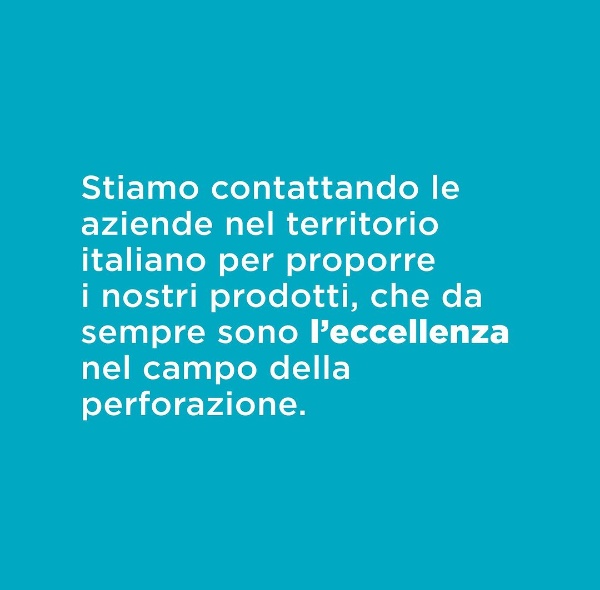 Stiamo contattando le
aziende nel territorio
italiano per proporre
i nostri prodotti, che da
sempre sono l’eccellenza
nel campo della
perforazione.